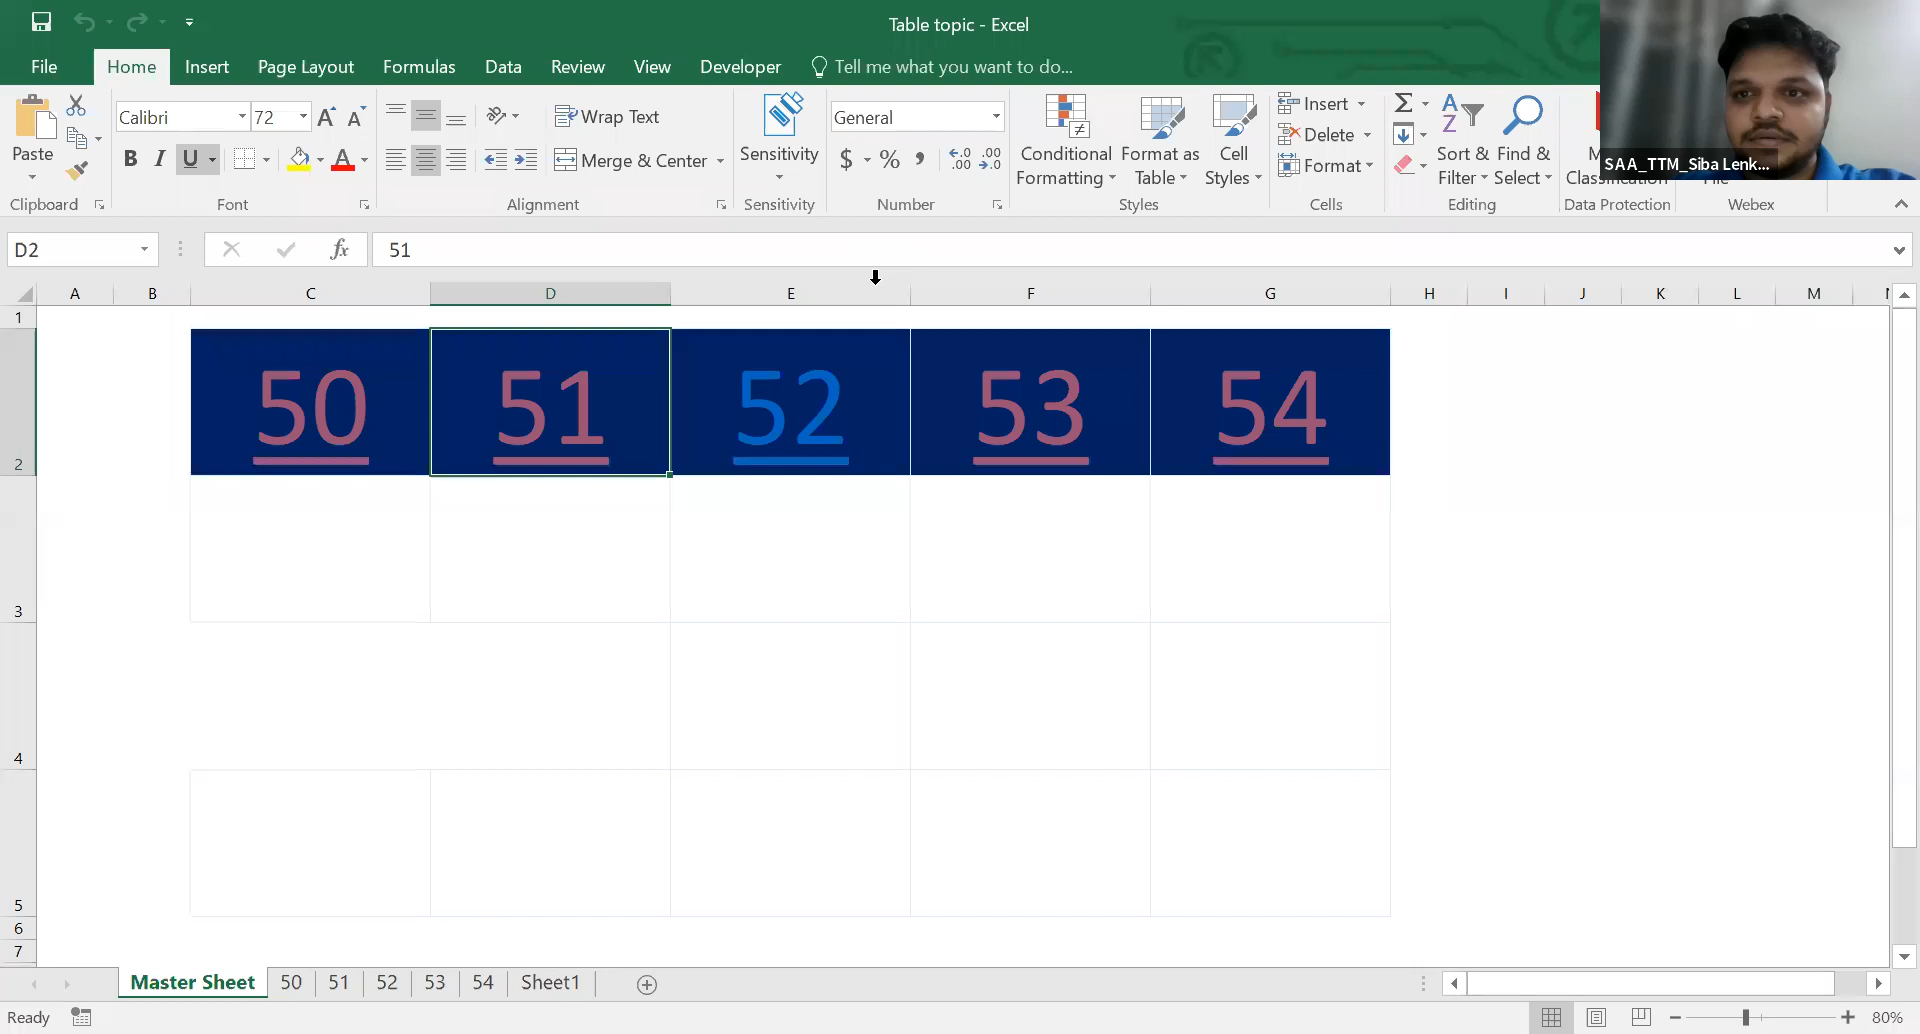 Table topic - Excel
File Home Insert Page Layout Formulas Data Review View Developer Tell me what you want to do...
SAA_TTM_Siba Lenk...
Calibri 72 A A Wrap Text General Insert
Paste B I U A Merge & Center Sensitivity $ % , .00 .00 Conditional Format as Cell Delete Sort & Find &
Formatting Table Styles Format Filter Select
Clipboard Font Alignment Sensitivity Number Styles Cells Editing Data Protection Webex
D2 fx 51
A B C D E F G H I J K L M
1
2 50 51 52 53 54
3
4
5
6
7
Master Sheet 50 51 52 53 54 Sheet1
Ready 80%